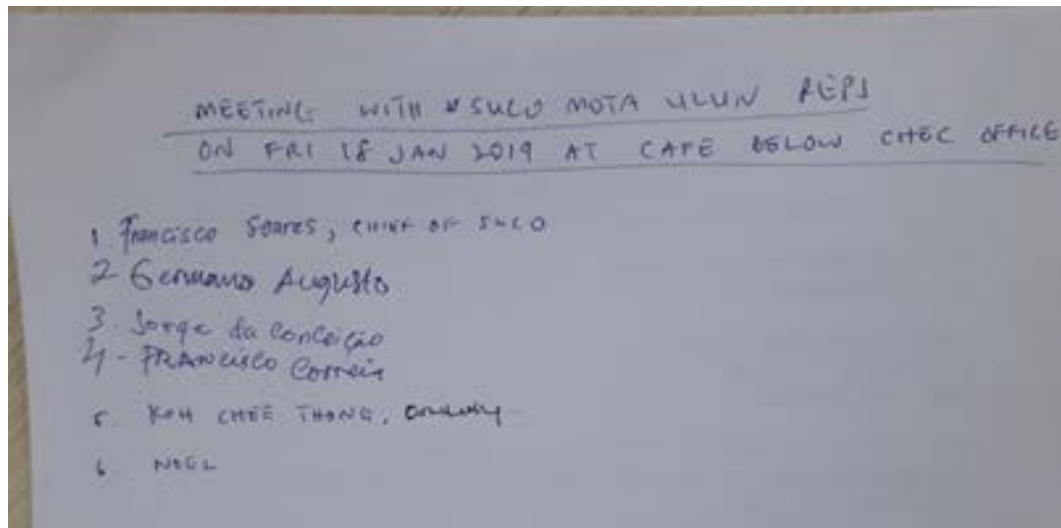 MEETING WITH SUCO MOTA ULUN REPS
ON FRI 18 JAN 2019 AT CAFE BELOW CHEC OFFICE
1 Francisco Soares, CHIEF OF SUCO
2 Germano Augusto
3. Jorge da Conceição
4 - FRANCISCO Correia
5. KOH CHEE THONG,
6 NOEL